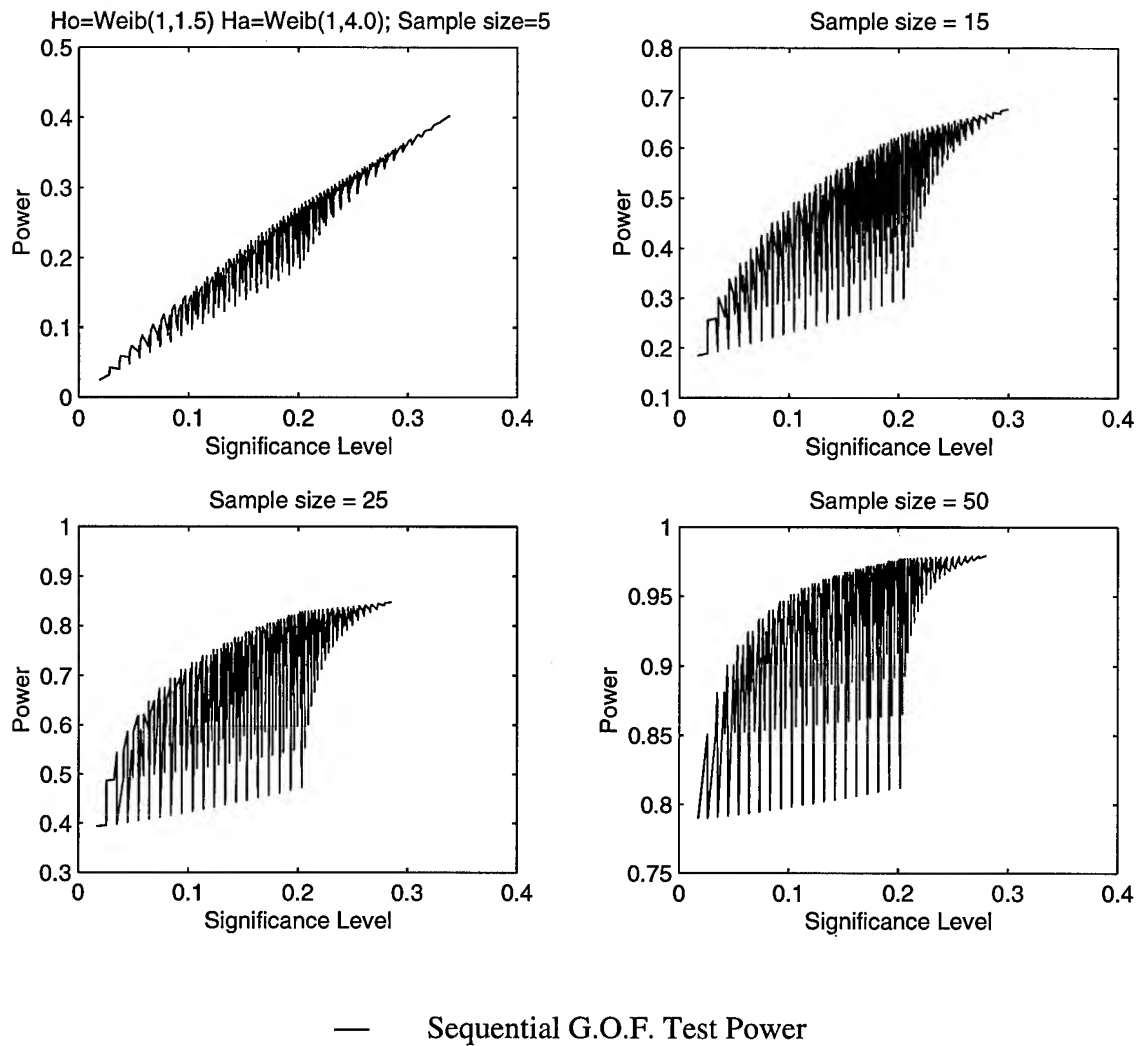 Ho=Weib(1,1.5) Ha=Weib(1,4.0); Sample size=5
0.5
0.4
0.3
0.2
0.1
0
Power
0 0.1 0.2 0.3 0.4
Significance Level
Sample size = 15
0.8
0.7
0.6
0.5
0.4
0.3
0.2
0.1
Power
0 0.1 0.2 0.3 0.4
Significance Level
Sample size = 25
1
0.9
0.8
0.7
0.6
0.5
0.4
0.3
Power
0 0.1 0.2 0.3 0.4
Significance Level
Sample size = 50
1
0.95
0.9
0.85
0.8
0.75
Power
0 0.1 0.2 0.3 0.4
Significance Level
— Sequential G.O.F. Test Power